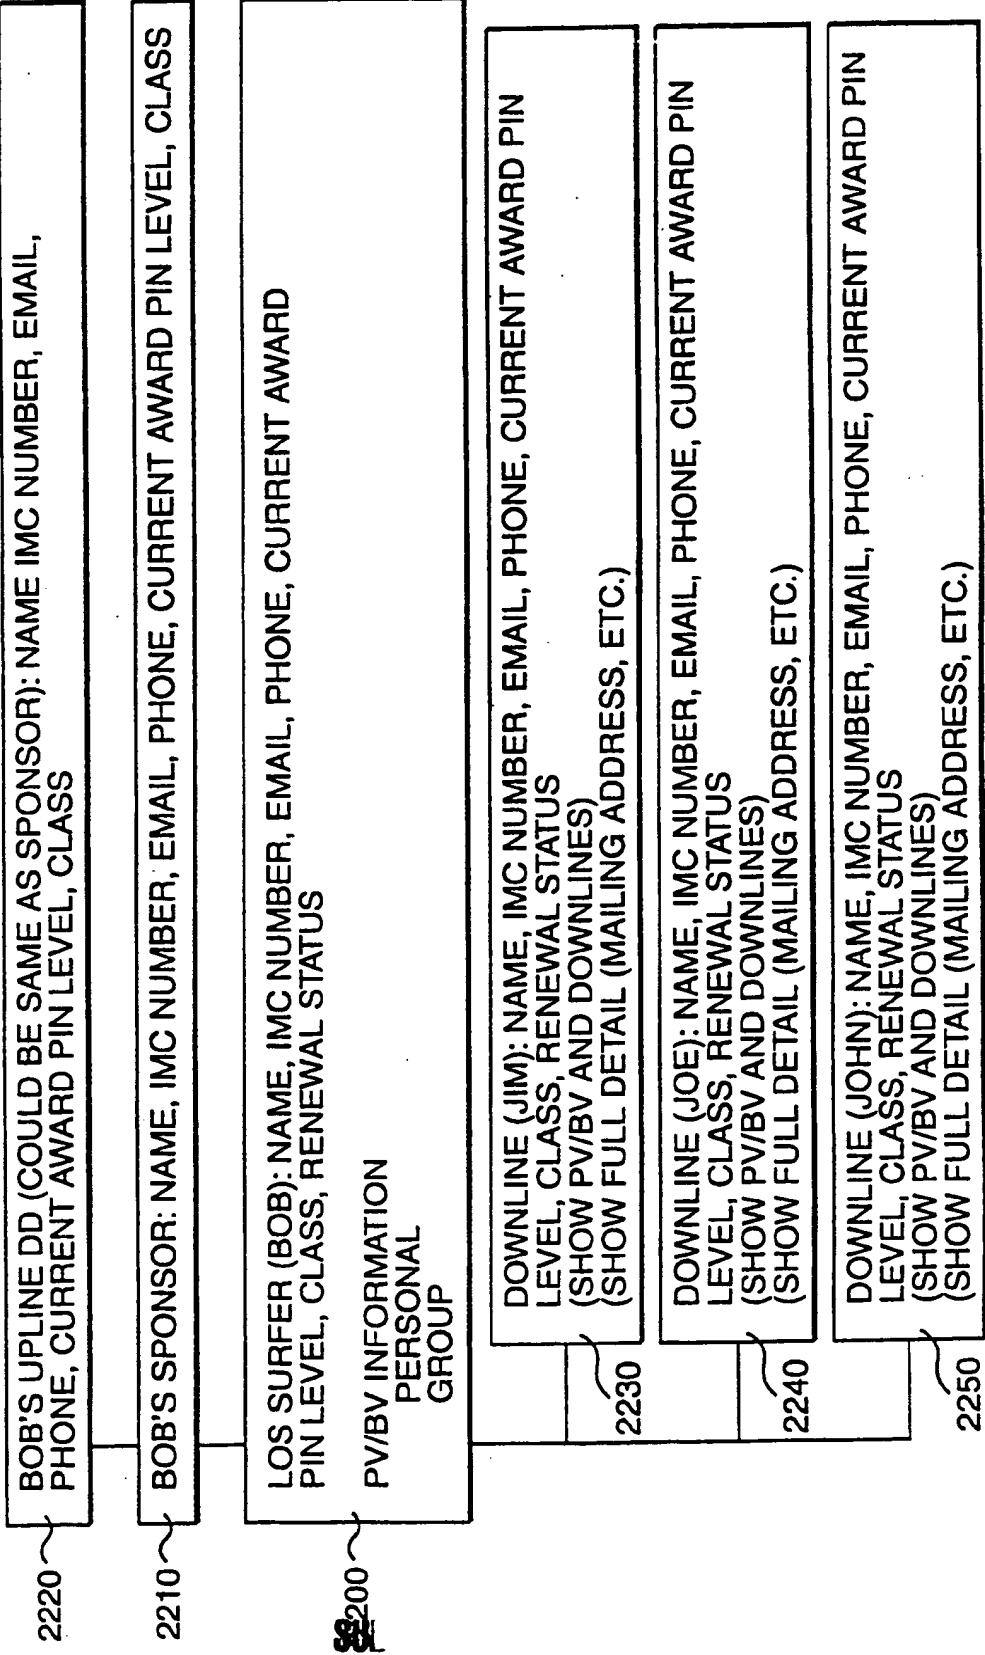 BOB'S UPLINE DD (COULD BE SAME AS SPONSOR): NAME IMC NUMBER, EMAIL,
PHONE, CURRENT AWARD PIN LEVEL, CLASS
2220
BOB'S SPONSOR: NAME, IMC NUMBER, EMAIL, PHONE, CURRENT AWARD PIN LEVEL, CLASS
2210
LOS SURFER (BOB): NAME, IMC NUMBER, EMAIL, PHONE, CURRENT AWARD
PIN LEVEL, CLASS, RENEWAL STATUS
PV/BV INFORMATION
PERSONAL
GROUP
200
DOWNLINE (JIM): NAME, IMC NUMBER, EMAIL, PHONE, CURRENT AWARD PIN
LEVEL, CLASS, RENEWAL STATUS
(SHOW PV/BV AND DOWNLINES)
(SHOW FULL DETAIL (MAILING ADDRESS, ETC.)
2230
DOWNLINE (JOE): NAME, IMC NUMBER, EMAIL, PHONE, CURRENT AWARD PIN
LEVEL, CLASS, RENEWAL STATUS
(SHOW PV/BV AND DOWNLINES)
(SHOW FULL DETAIL (MAILING ADDRESS, ETC.)
2240
DOWNLINE (JOHN): NAME, IMC NUMBER, EMAIL, PHONE, CURRENT AWARD PIN
LEVEL, CLASS, RENEWAL STATUS
(SHOW PV/BV AND DOWNLINES)
(SHOW FULL DETAIL (MAILING ADDRESS, ETC.)
2250